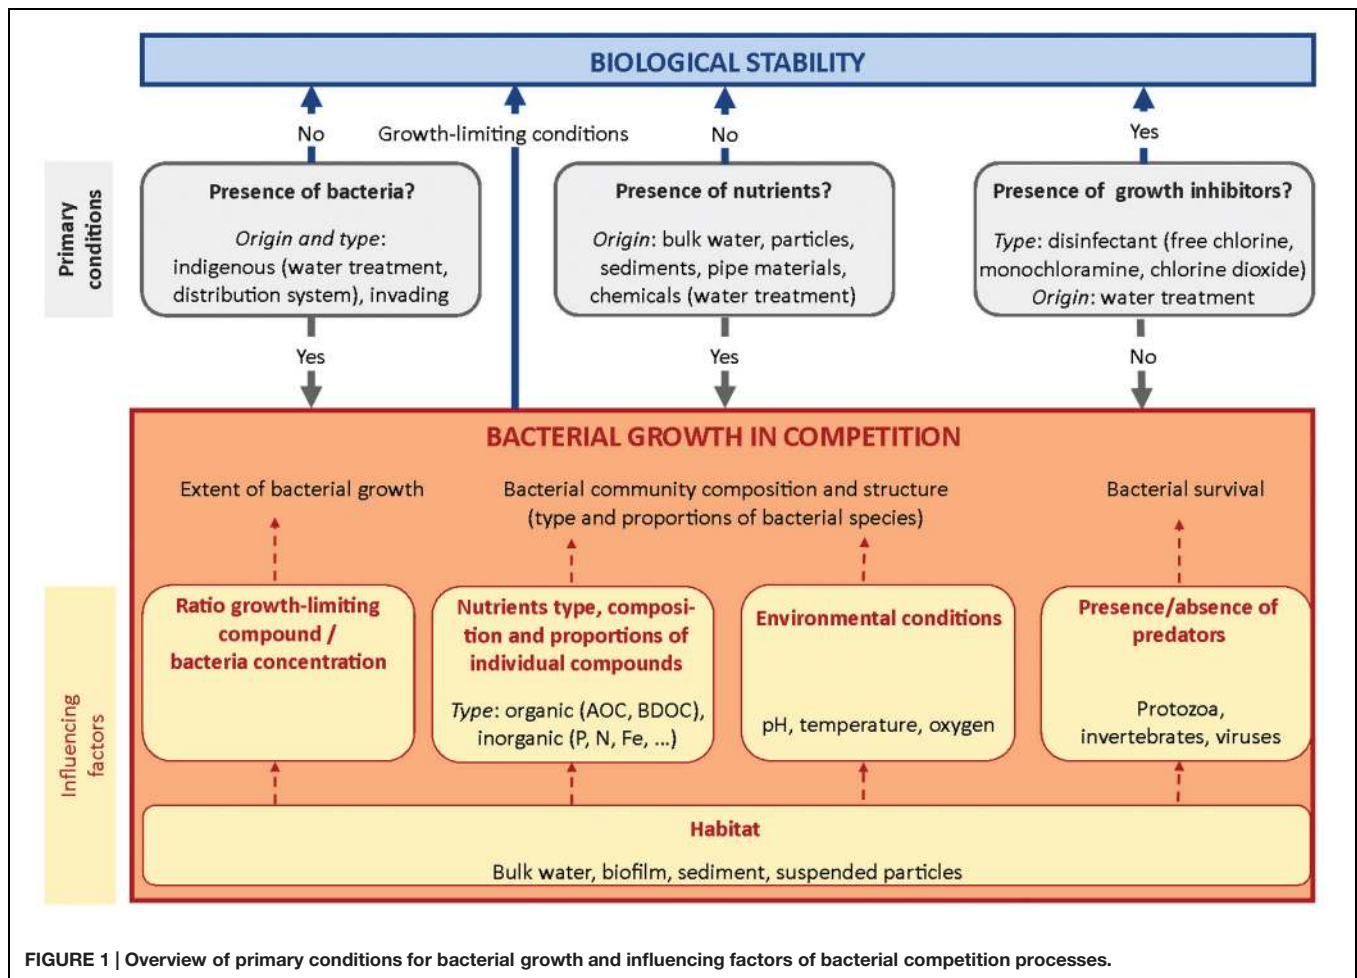 BIOLOGICAL STABILITY
No
Growth-limiting conditions
No
Yes
Primary
conditions
Presence of bacteria?
Origin and type:
indigenous (water treatment,
distribution system), invading
Presence of nutrients?
Origin: bulk water, particles,
sediments, pipe materials,
chemicals (water treatment)
Presence of growth inhibitors?
Type: disinfectant (free chlorine,
monochloramine, chlorine dioxide)
Origin: water treatment
Yes
Yes
No
BACTERIAL GROWTH IN COMPETITION
Extent of bacterial growth
Bacterial community composition and structure
(type and proportions of bacterial species)
Bacterial survival
Influencing
factors
Ratio growth-limiting
compound /
bacteria concentration
Nutrients type, composi-
tion and proportions of
individual compounds
Type: organic (AOC, BDOC),
inorganic (P, N, Fe, ...)
Environmental conditions
pH, temperature, oxygen
Presence/absence of
predators
Protozoa,
invertebrates, viruses
Habitat
Bulk water, biofilm, sediment, suspended particles
FIGURE 1 | Overview of primary conditions for bacterial growth and influencing factors of bacterial competition processes.